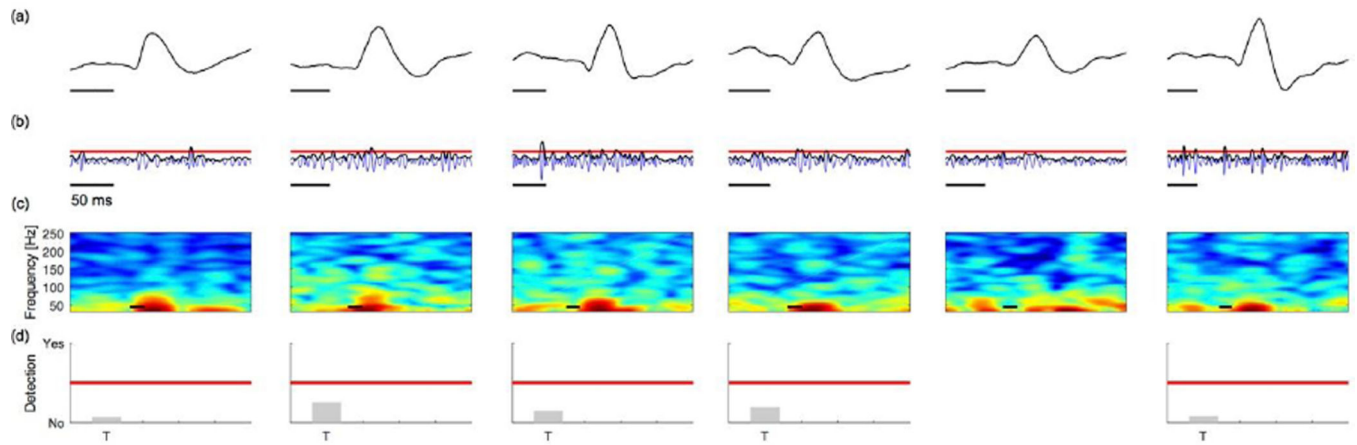 (a)
(b)
50 ms
(c)
Frequency [Hz]
250
200
150
100
50
(d)
Detection
Yes
No
T
T
T
T
T